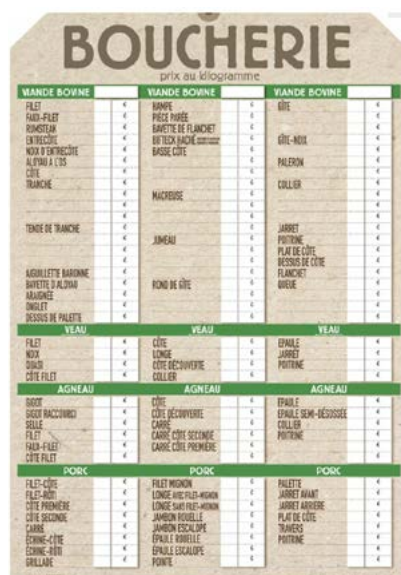 BOUCHERIE
prix au kilogramme
VIANDE BOVINE
FILET €
FAUX-FILET €
RUMSTEAK €
ENTRECÔTE €
NOIX D'ENTRECÔTE €
ALOYAU A L'OS €
CÔTE €
TRANCHE €
TENDE DE TRANCHE €
AIGUILLETTE BARONNE €
BAVETTE D'ALOYAU €
ARAIGNÉE €
ONGLET €
DESSUS DE PALETTE €
VIANDE BOVINE
HAMPE €
PIÈCE PARÉE €
BAVETTE DE FLANCHET €
BIFTECK HACHÉ €
BASSE CÔTE €
MACREUSE €
JUMEAU €
ROND DE GÎTE €
VIANDE BOVINE
GÎTE €
GÎTE-NOIX €
PALERON €
COLLIER €
JARRET €
POITRINE €
PLAT DE CÔTE €
DESSUS DE CÔTE €
FLANCHET €
QUEUE €
VEAU
FILET €
NOIX €
QUASI €
CÔTE FILET €
VEAU
CÔTE €
LONGE €
CÔTE DÉCOUVERTE €
COLLIER €
VEAU
EPAULE €
JARRET €
POITRINE €
AGNEAU
GIGOT €
GIGOT RACCOURCI €
SELLE €
FILET €
FAUX-FILET €
CÔTE FILET €
AGNEAU
CÔTE €
CÔTE DÉCOUVERTE €
CARRÉ €
CARRÉ CÔTE SECONDE €
CARRÉ CÔTE PREMIÈRE €
AGNEAU
EPAULE €
EPAULE SEMI-DÉSOSSÉE €
COLLIER €
POITRINE €
PORC
FILET-CÔTE €
FILET-RÔTI €
CÔTE PREMIÈRE €
CÔTE SECONDE €
CARRÉ €
ÉCHINE-CÔTE €
ÉCHINE-RÔTI €
GRILLADE €
PORC
FILET MIGNON €
LONGE AVEC FILET-MIGNON €
LONGE SANS FILET-MIGNON €
JAMBON ROUELLE €
JAMBON ESCALOPE €
ÉPAULE ROUELLE €
ÉPAULE ESCALOPE €
POINTE €
PORC
PALETTE €
JARRET AVANT €
JARRET ARRIERE €
PLAT DE CÔTE €
TRAVERS €
POITRINE €